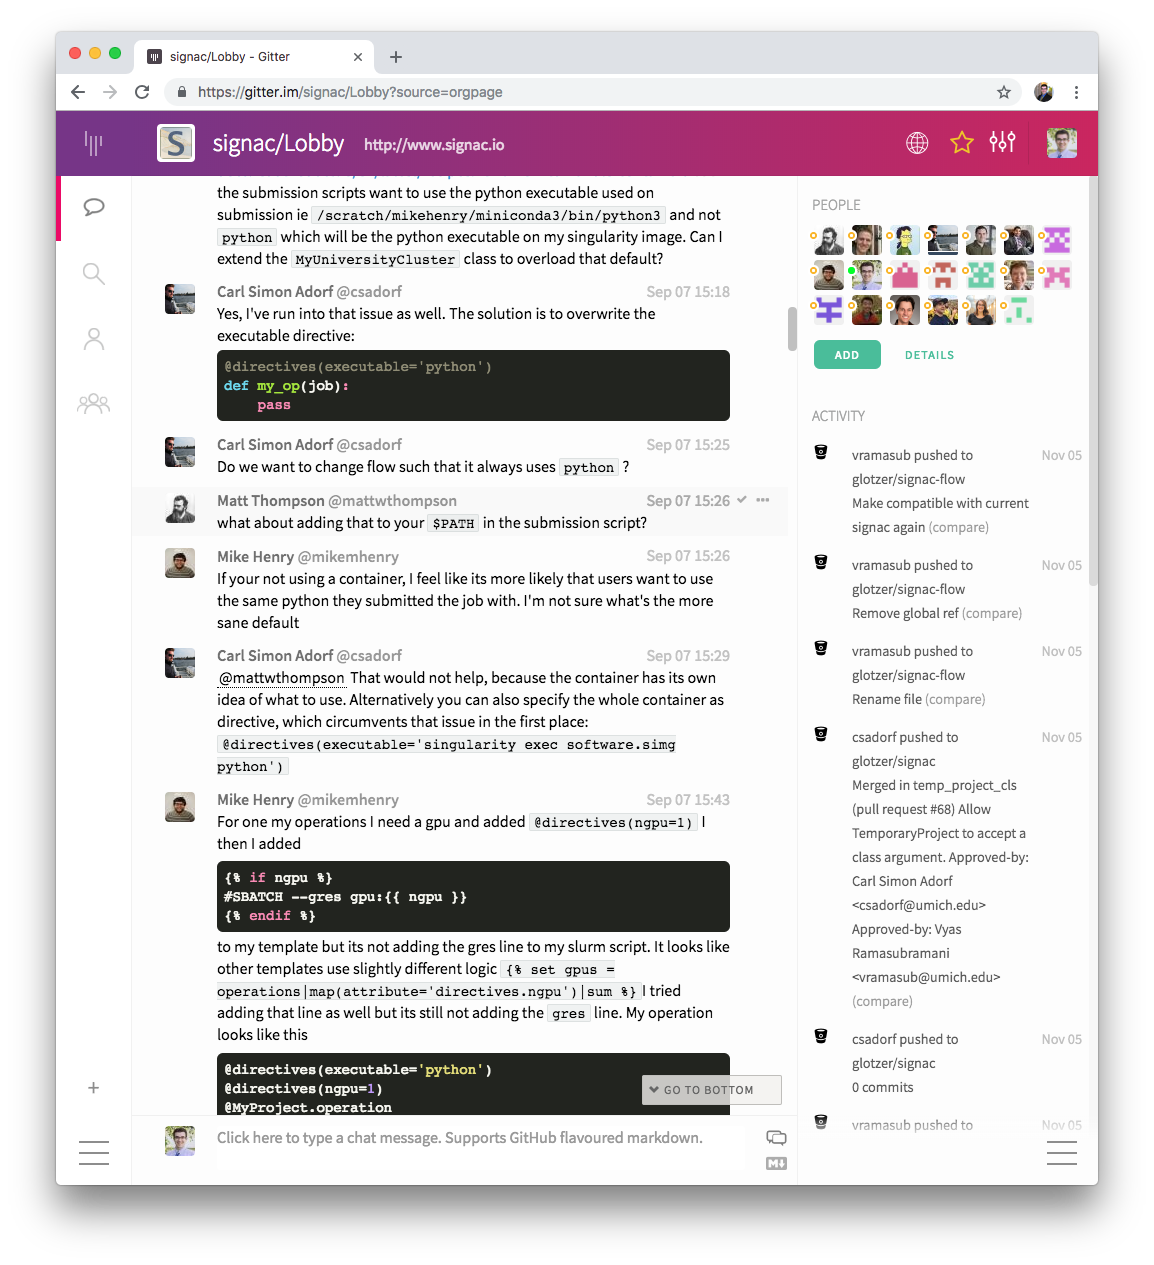 signac/Lobby - Gitter
https://gitter.im/signac/Lobby?source=orgpage
S
signac/Lobby
http://www.signac.io
the submission scripts want to use the python executable used on
submission ie /scratch/mikehenry/miniconda3/bin/python3 and not
python which will be the python executable on my singularity image. Can I
extend the MyUniversityCluster class to overload that default?
Carl Simon Adorf @csadorf Sep 07 15:18
Yes, I've run into that issue as well. The solution is to overwrite the
executable directive:
@directives(executable='python')
def my_op(job):
    pass
Carl Simon Adorf @csadorf Sep 07 15:25
Do we want to change flow such that it always uses python ?
Matt Thompson @mattwthompson Sep 07 15:26
what about adding that to your $PATH in the submission script?
Mike Henry @mikemhenry Sep 07 15:26
If your not using a container, I feel like its more likely that users want to use
the same python they submitted the job with. I'm not sure what's the more
sane default
Carl Simon Adorf @csadorf Sep 07 15:29
@mattwthompson That would not help, because the container has its own
idea of what to use. Alternatively you can also specify the whole container as
directive, which circumvents that issue in the first place:
@directives(executable='singularity exec software.simg
python')
Mike Henry @mikemhenry Sep 07 15:43
For one my operations I need a gpu and added @directives(ngpu=1) I
then I added
{% if ngpu %}
#SBATCH --gres gpu:{{ ngpu }}
{% endif %}
to my template but its not adding the gres line to my slurm script. It looks like
other templates use slightly different logic {% set gpus =
operations|map(attribute='directives.ngpu')|sum %} I tried
adding that line as well but its still not adding the gres line. My operation
looks like this
@directives(executable='python')
@directives(ngpu=1)
@MyProject.operation
GO TO BOTTOM
Click here to type a chat message. Supports GitHub flavoured markdown.
M
PEOPLE
ADD
DETAILS
ACTIVITY
vramasub pushed to Nov 05
glotzer/signac-flow
Make compatible with current
signac again (compare)
vramasub pushed to Nov 05
glotzer/signac-flow
Remove global ref (compare)
vramasub pushed to Nov 05
glotzer/signac-flow
Rename file (compare)
csadorf pushed to Nov 05
glotzer/signac
Merged in temp_project_cls
(pull request #68) Allow
TemporaryProject to accept a
class argument. Approved-by:
Carl Simon Adorf
<csadorf@umich.edu>
Approved-by: Vyas
Ramasubramani
<vramasub@umich.edu>
(compare)
csadorf pushed to Nov 05
glotzer/signac
0 commits
vramasub pushed to Nov 05